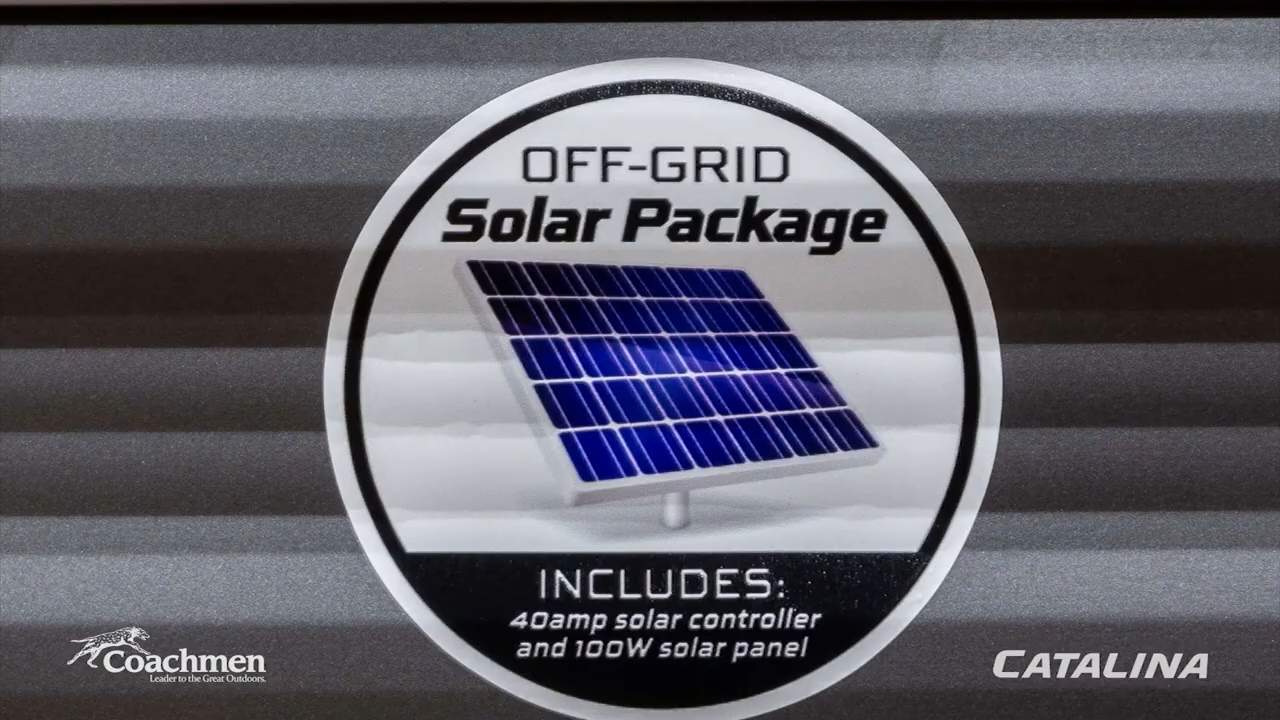 OFF-GRID
Solar Package
INCLUDES:
40amp solar controller
and 100W solar panel
Coachmen
Leader to the Great Outdoors.
CATALINA